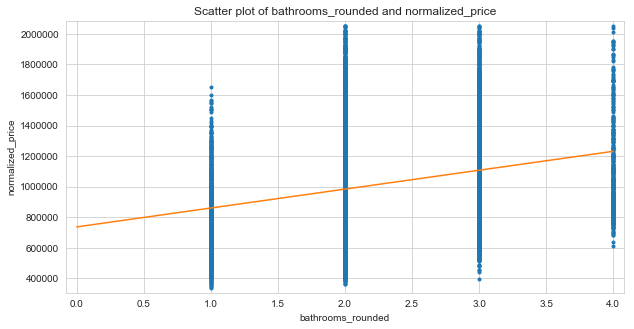 Scatter plot of bathrooms_rounded and normalized_price
normalized_price
2000000
1800000
1600000
1400000
1200000
1000000
800000
600000
400000
0.0 0.5 1.0 1.5 2.0 2.5 3.0 3.5 4.0
bathrooms_rounded